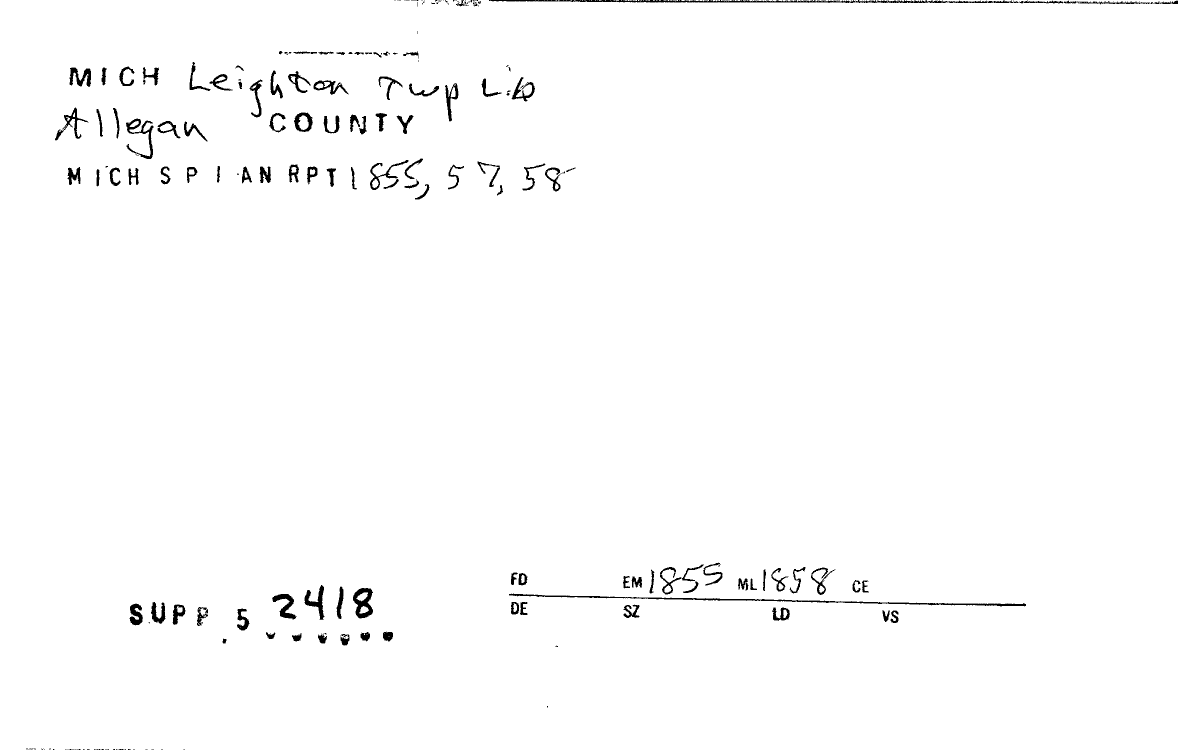 MICH Leighton Twp Lib
Allegan COUNTY
MICH S P I AN RPT 1855, 57, 58
SUPP. 5 2418
FD EM 1855 ML 1858 CE
DE SZ LD VS